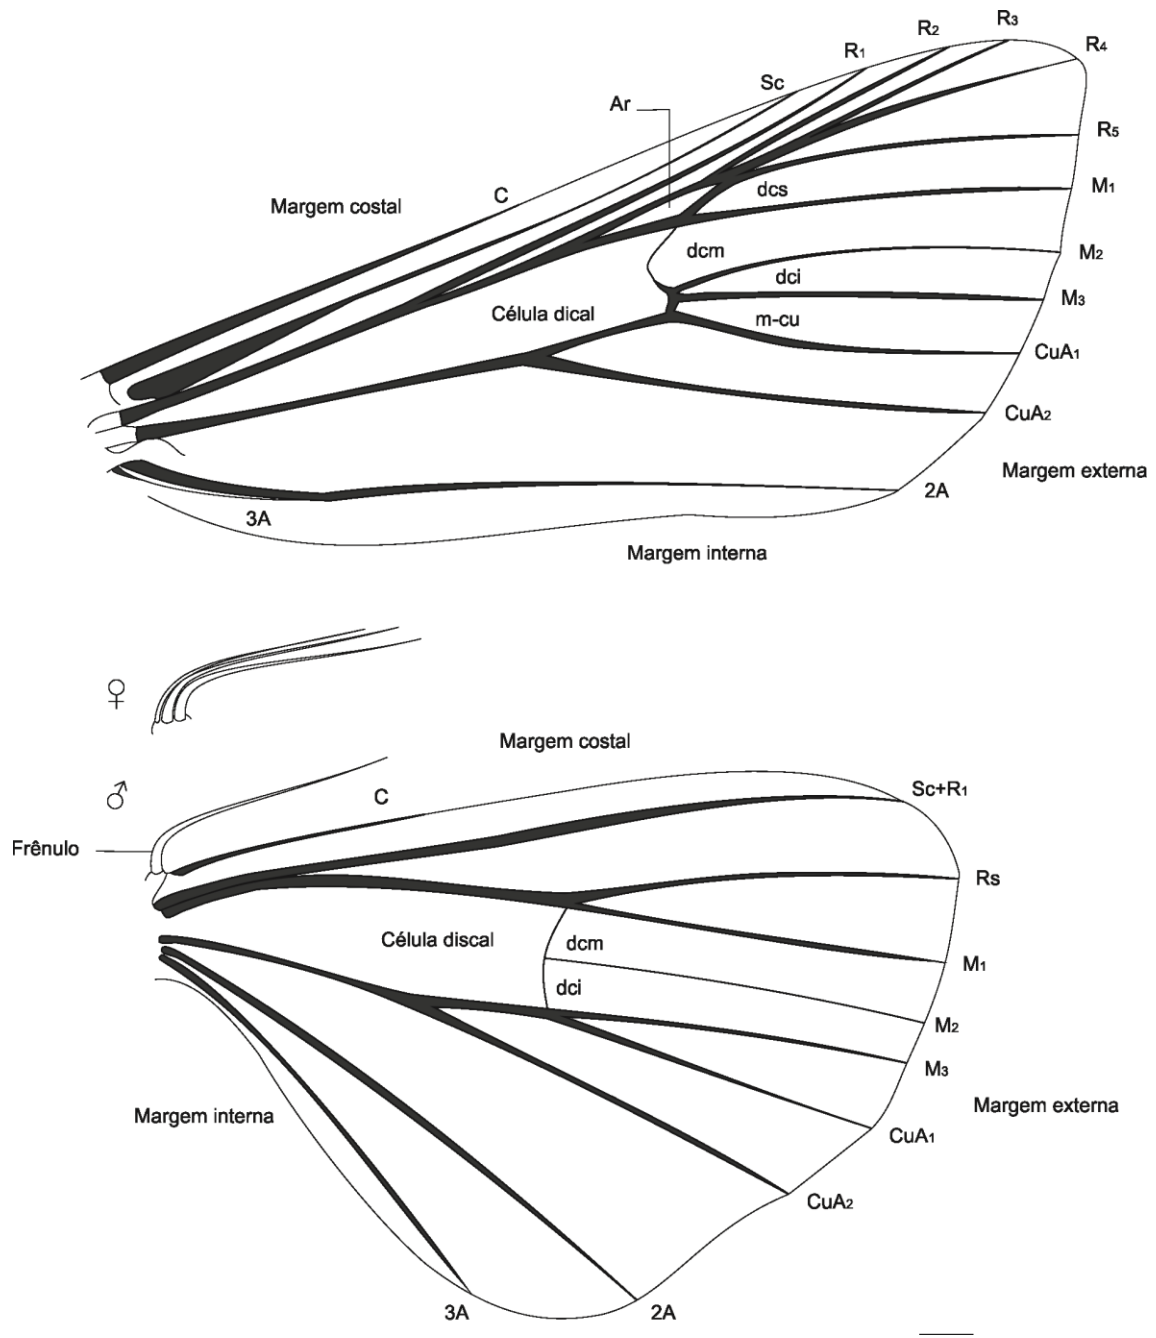 R3
R2
R4
R1
Sc
Ar
R5
M1
dcs
C
Margem costal
dcm
M2
dci
M3
Célula dical
m-cu
CuA1
CuA2
Margem externa
2A
3A
Margem interna
♀
Margem costal
♂
C
Sc+R1
Frênulo
Rs
Célula discal
dcm
M1
dci
M2
M3
Margem interna
Margem externa
CuA1
CuA2
3A
2A